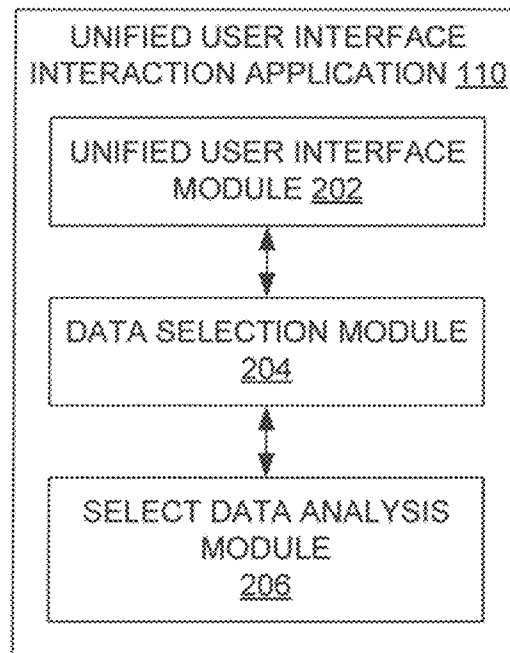 UNIFIED USER INTERFACE
INTERACTION APPLICATION 110
UNIFIED USER INTERFACE
MODULE 202
DATA SELECTION MODULE
204
SELECT DATA ANALYSIS
MODULE
206